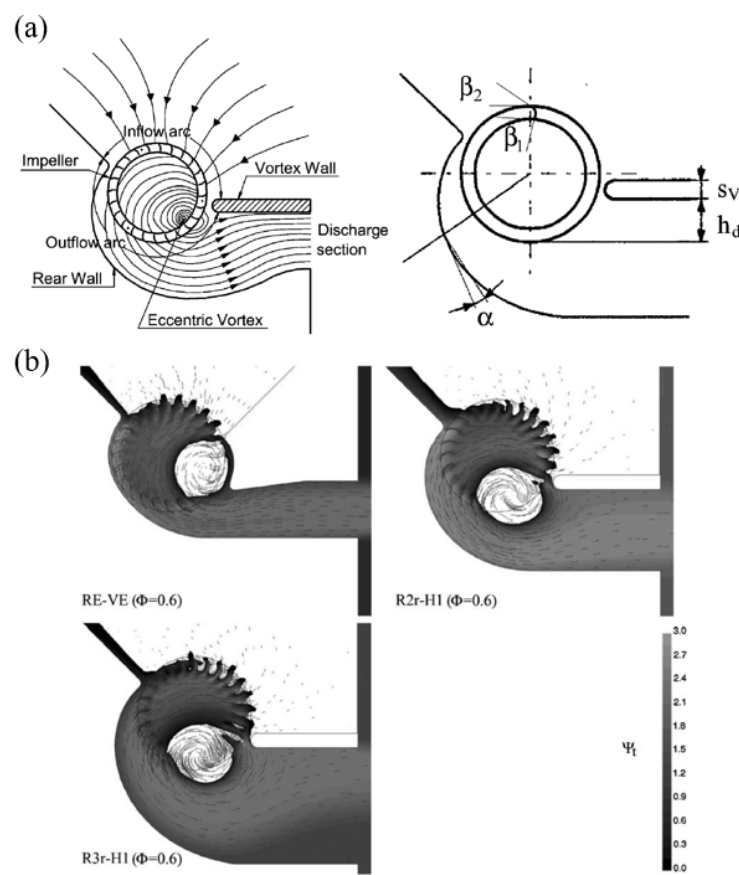 (a)
Inflow arc
Impeller
Vortex Wall
Outflow arc
Discharge
section
Rear Wall
Eccentric Vortex
β2
β1
sV
hd
α
(b)
RE-VE (Φ=0.6)
R2r-H1 (Φ=0.6)
R3r-H1 (Φ=0.6)
3.0
2.7
2.4
2.1
1.8
1.5
1.2
0.9
0.6
0.3
0.0
Ψt